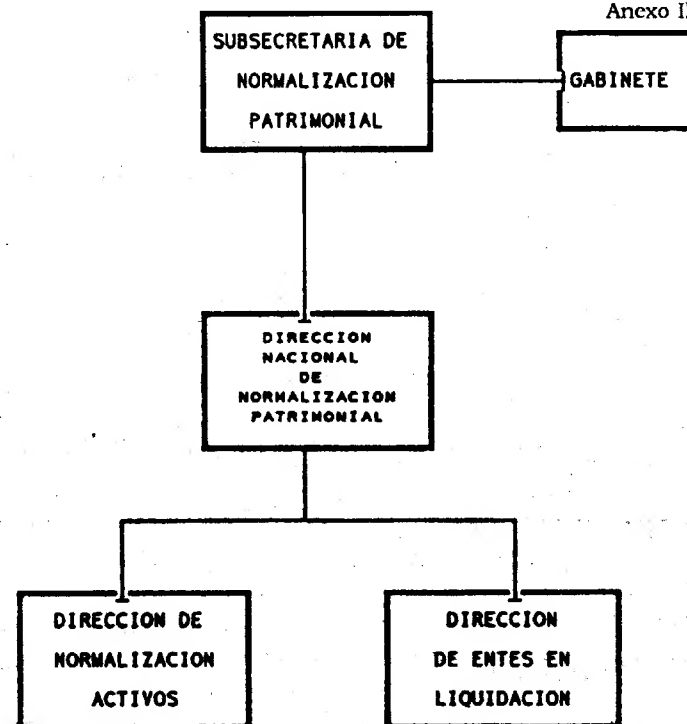 Anexo I
SUBSECRETARIA DE
NORMALIZACION
PATRIMONIAL
GABINETE
DIRECCION
NACIONAL
DE
NORMALIZACION
PATRIMONIAL
DIRECCION DE
NORMALIZACION
ACTIVOS
DIRECCION
DE ENTES EN
LIQUIDACION